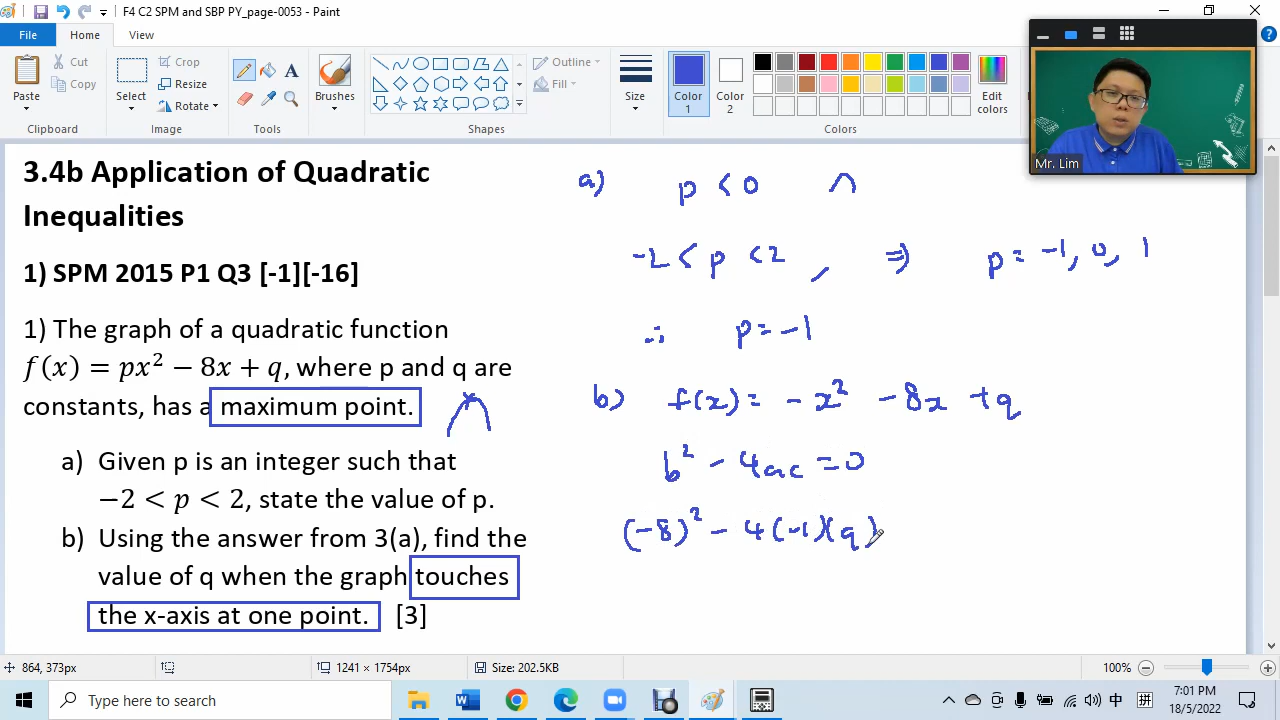 F4 C2 SPM and SBP PY_page-0053 - Paint
File Home View
Paste Cut Copy Clipboard
Select Crop Resize Rotate Image
A Tools
Brushes
Outline Fill Shapes
Size
Color 1 Color 2 Edit colors Colors
Mr. Lim
3.4b Application of Quadratic
Inequalities
1) SPM 2015 P1 Q3 [-1][-16]
1) The graph of a quadratic function
f(x) = px² − 8x + q, where p and q are
constants, has a maximum point.
a) Given p is an integer such that
−2 < p < 2, state the value of p.
b) Using the answer from 3(a), find the
value of q when the graph touches
the x-axis at one point. [3]
a) p < 0
-2 < p < 2, ⇒ p = -1, 0, 1
∴ p = -1
b) f(x) = -x² - 8x + q
b² - 4ac = 0
(-8)² - 4(-1)(q)
864, 373px 1241 × 1754px Size: 202.5KB 100%
Type here to search
中 拼 7:01 PM
18/5/2022